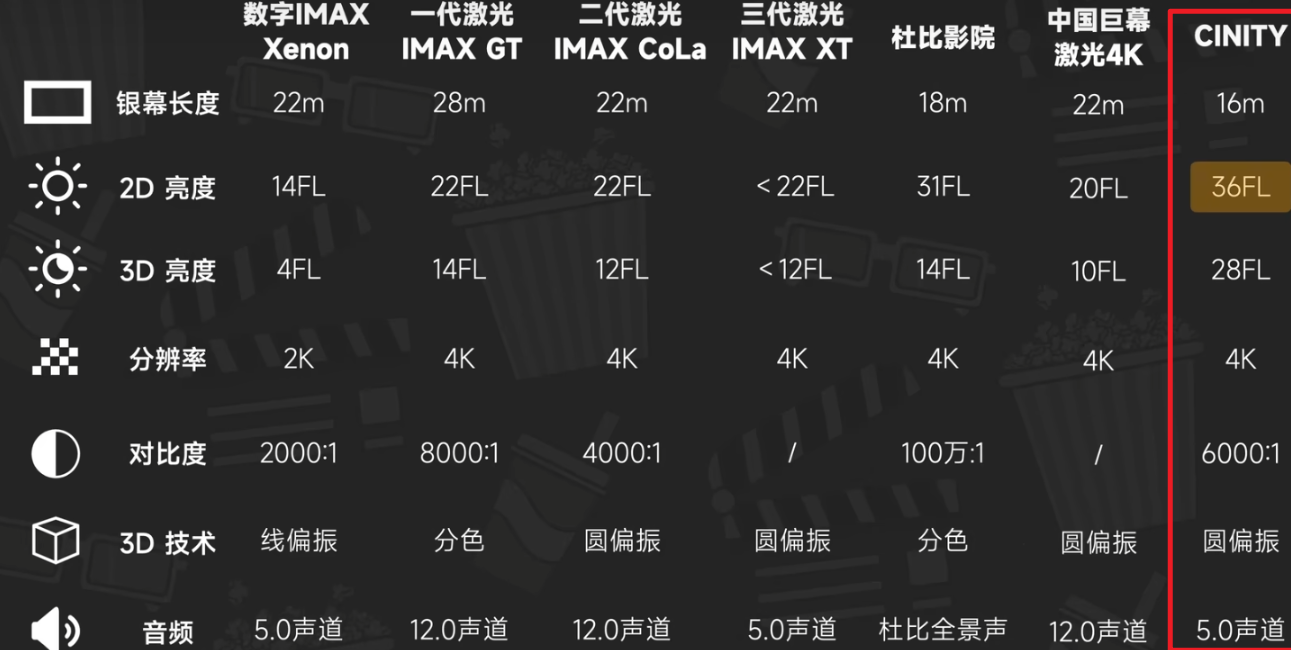 数字IMAX 一代激光 二代激光 三代激光 中国巨幕
Xenon IMAX GT IMAX CoLa IMAX XT 杜比影院 激光4K CINITY
银幕长度 22m 28m 22m 22m 18m 22m 16m
2D 亮度 14FL 22FL 22FL <22FL 31FL 20FL 36FL
3D 亮度 4FL 14FL 12FL <12FL 14FL 10FL 28FL
分辨率 2K 4K 4K 4K 4K 4K 4K
对比度 2000:1 8000:1 4000:1 / 100万:1 / 6000:1
3D 技术 线偏振 分色 圆偏振 圆偏振 分色 圆偏振 圆偏振
音频 5.0声道 12.0声道 12.0声道 5.0声道 杜比全景声 12.0声道 5.0声道